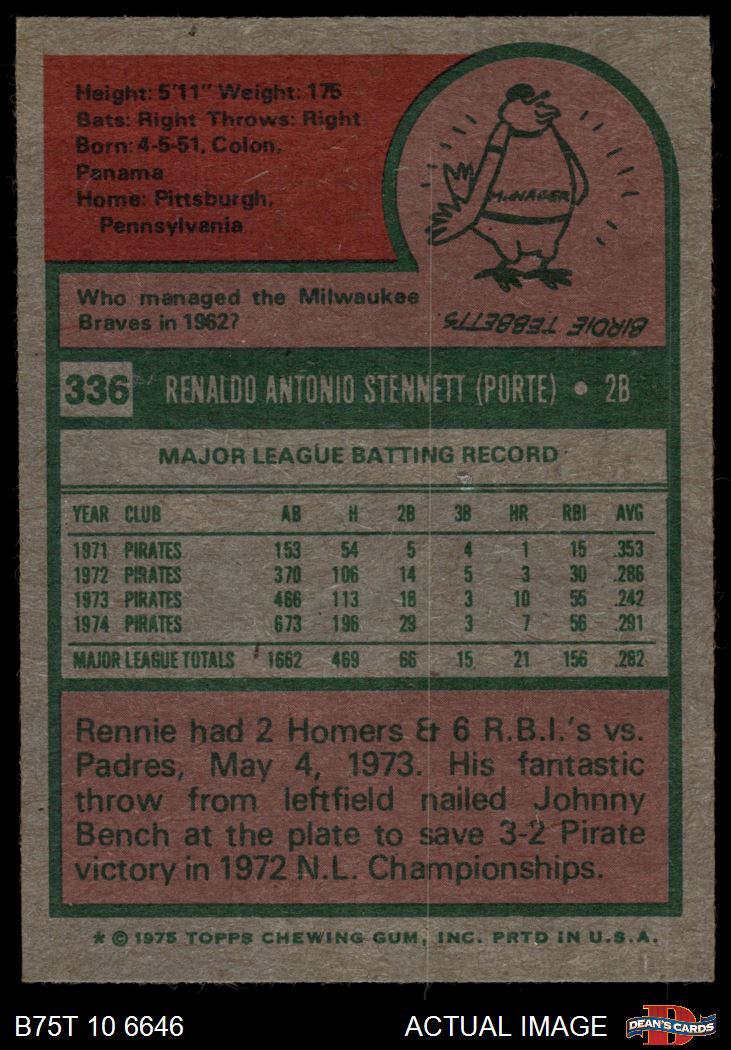 Height: 5'11" Weight: 175
Bats: Right Throws: Right
Born: 4-5-51, Colon,
Panama
Home: Pittsburgh,
Pennsylvania
MANAGER
Who managed the Milwaukee
Braves in 1962?
BIRDIE TEBBETTS.
336 RENALDO ANTONIO STENNETT (PORTE) • 2B
MAJOR LEAGUE BATTING RECORD
YEAR CLUB AB H 2B 3B HR RBI AVG
1971 PIRATES 153 54 5 4 1 15 .353
1972 PIRATES 370 106 14 5 3 30 .286
1973 PIRATES 466 113 18 3 10 55 .242
1974 PIRATES 673 196 29 3 7 56 .291
MAJOR LEAGUE TOTALS 1662 469 66 15 21 156 .282
Rennie had 2 Homers & 6 R.B.I.'s vs.
Padres, May 4, 1973. His fantastic
throw from leftfield nailed Johnny
Bench at the plate to save 3-2 Pirate
victory in 1972 N.L. Championships.
* © 1975 TOPPS CHEWING GUM, INC. PRTD IN U.S.A.
B75T 10 6646 ACTUAL IMAGE DEAN'S CARDS